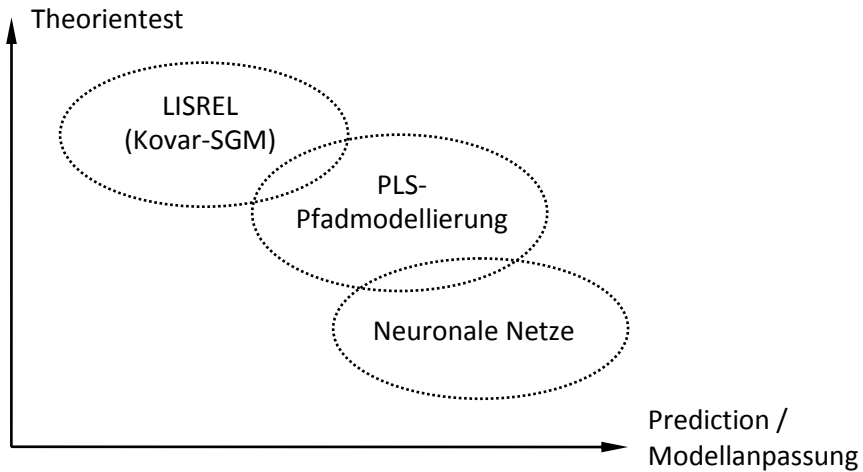 Theorientest
LISREL
(Kovar-SGM)
PLS-
Pfadmodellierung
Neuronale Netze
Prediction /
Modellanpassung